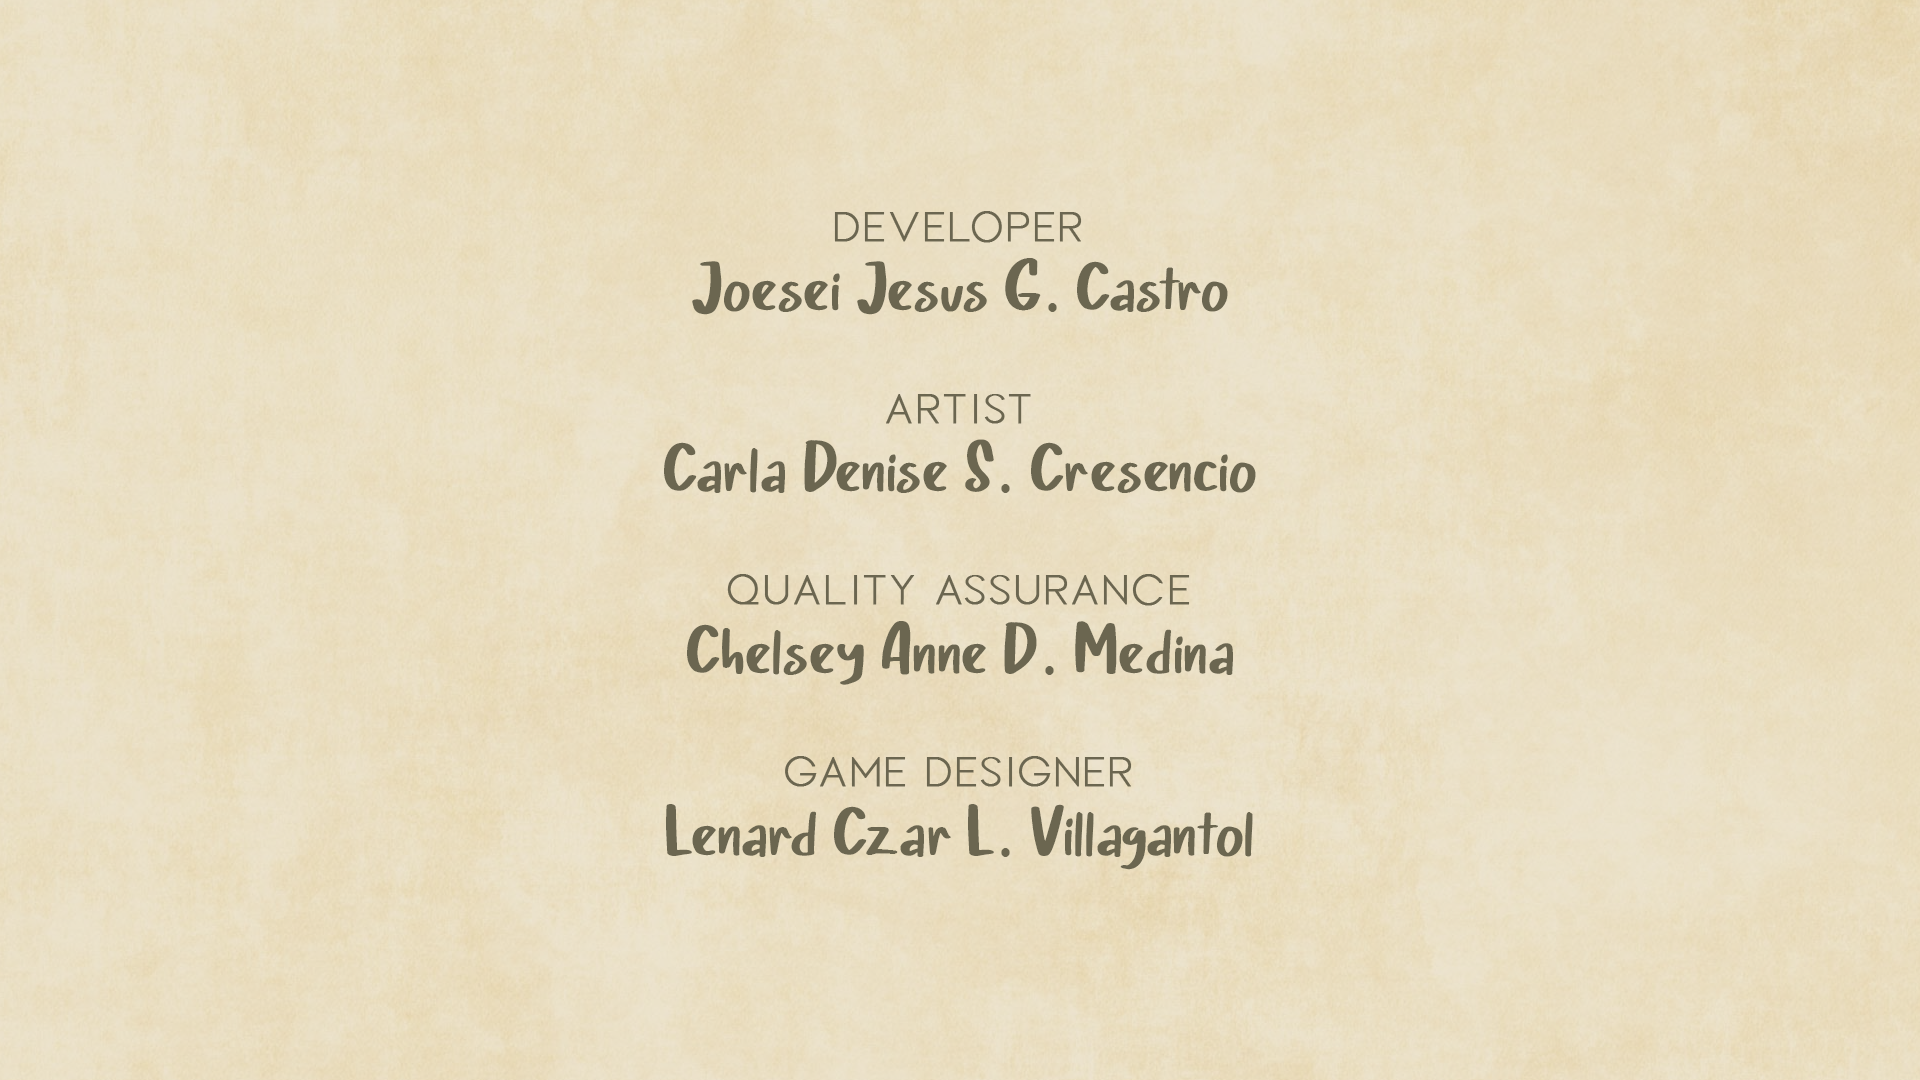 DEVELOPER
Joesei Jesus G. Castro
ARTIST
Carla Denise S. Cresencio
QUALITY ASSURANCE
Chelsey Anne D. Medina
GAME DESIGNER
Lenard Czar L. Villagantol